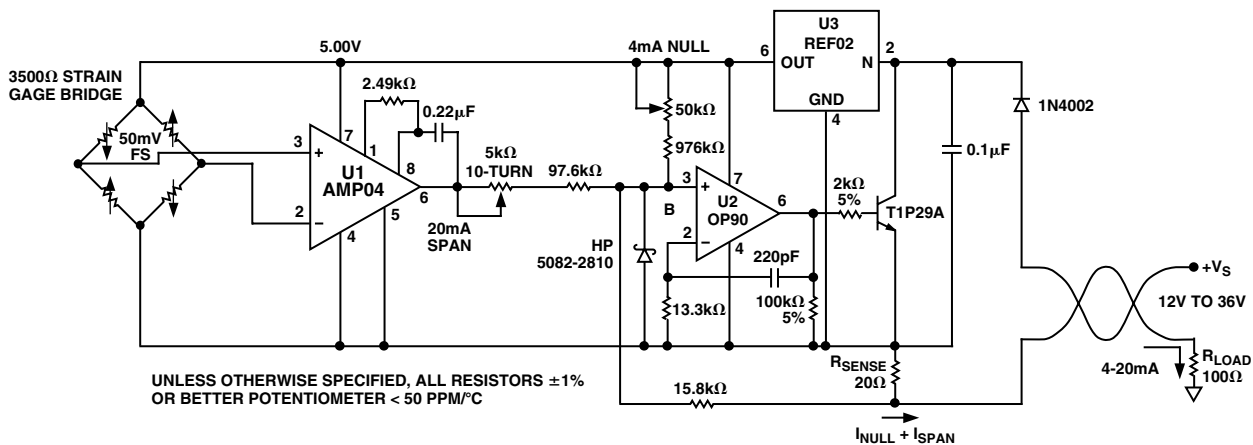 U3
REF02
OUT
N
GND
6
2
4
5.00V
4mA NULL
3500Ω STRAIN
GAGE BRIDGE
50mV
FS
2.49kΩ
0.22µF
50kΩ
976kΩ
1N4002
0.1µF
3
2
7
1
8
6
5
4
+
–
U1
AMP04
5kΩ
10-TURN
20mA
SPAN
97.6kΩ
B
3
2
7
6
4
+
–
U2
OP90
2kΩ
5%
T1P29A
HP
5082-2810
220pF
13.3kΩ
100kΩ
5%
+VS
12V TO 36V
4-20mA
RLOAD
100Ω
RSENSE
20Ω
15.8kΩ
INULL + ISPAN
UNLESS OTHERWISE SPECIFIED, ALL RESISTORS ±1%
OR BETTER POTENTIOMETER < 50 PPM/°C